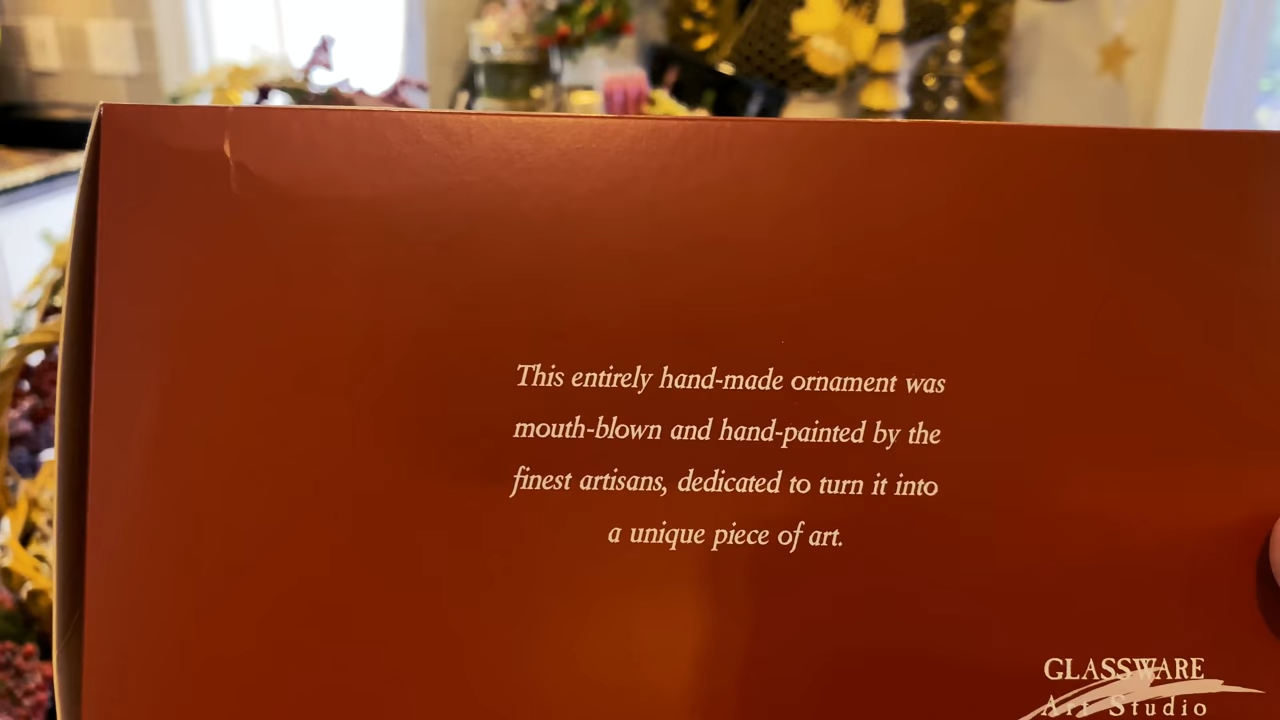 This entirely hand-made ornament was
mouth-blown and hand-painted by the
finest artisans, dedicated to turn it into
a unique piece of art.
GLASSWARE
Art Studio